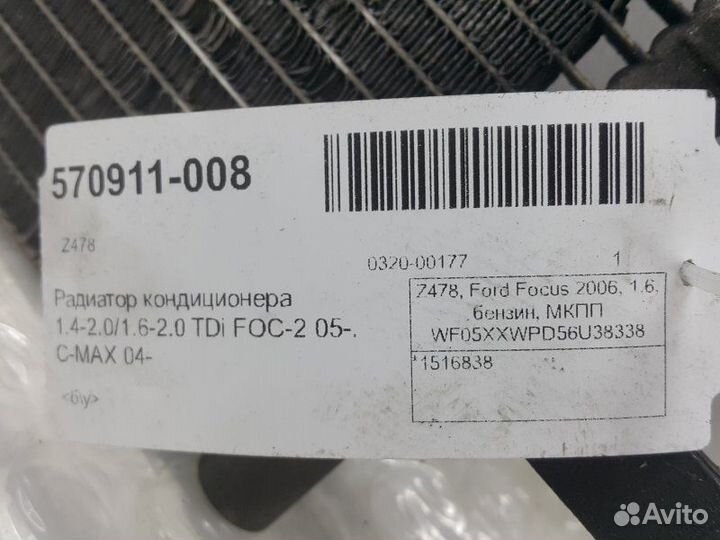 570911-008
Z478
0320-00177 1
Радиатор кондиционера
1.4-2.0/1.6-2.0 TDi FOC-2 05-.
C-MAX 04-
<б\у>
Z478, Ford Focus 2006, 1.6,
бензин, МКПП
WF05XXWPD56U38338
1516838
Avito